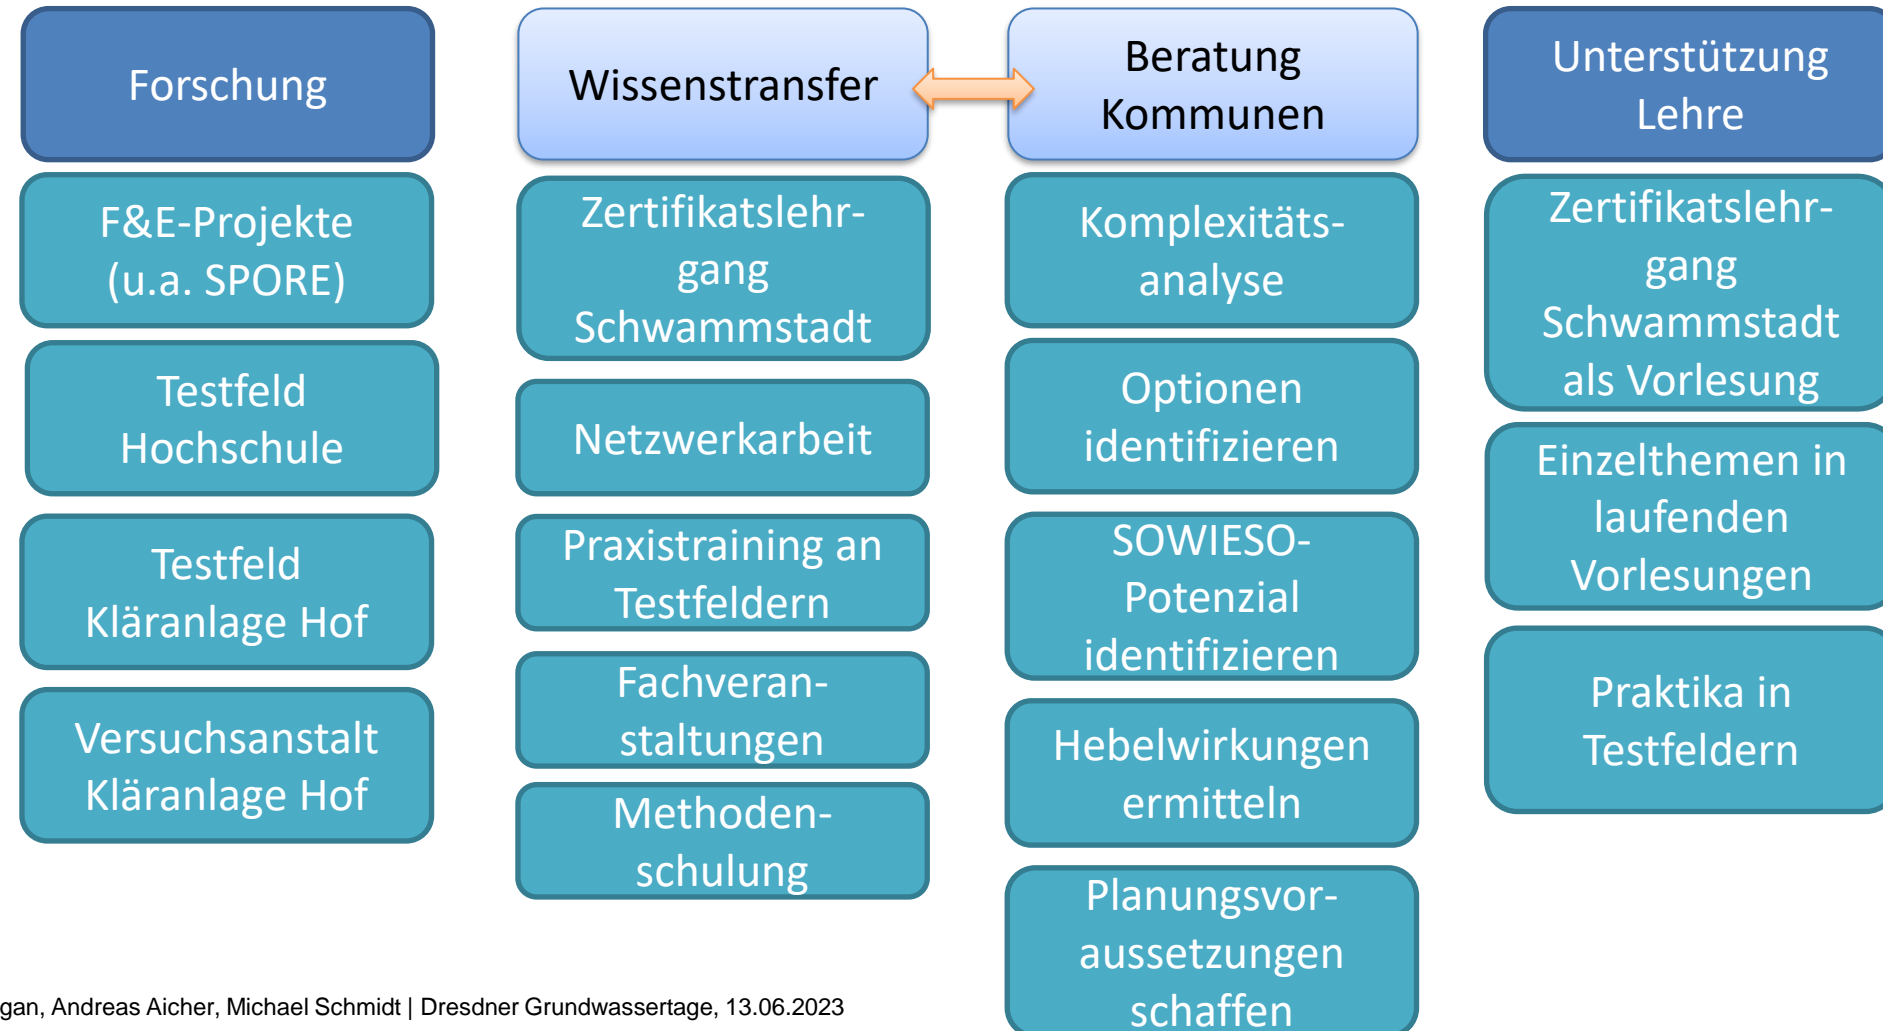 Forschung
F&E-Projekte
(u.a. SPORE)
Testfeld
Hochschule
Testfeld
Kläranlage Hof
Versuchsanstalt
Kläranlage Hof
Wissenstransfer
Zertifikatslehr-
gang
Schwammstadt
Netzwerkarbeit
Praxistraining an
Testfeldern
Fachveran-
staltungen
Methoden-
schulung
Beratung
Kommunen
Komplexitäts-
analyse
Optionen
identifizieren
SOWIESO-
Potenzial
identifizieren
Hebelwirkungen
ermitteln
Planungsvor-
aussetzungen
schaffen
Unterstützung
Lehre
Zertifikatslehr-
gang
Schwammstadt
als Vorlesung
Einzelthemen in
laufenden
Vorlesungen
Praktika in
Testfeldern
gan, Andreas Aicher, Michael Schmidt | Dresdner Grundwassertage, 13.06.2023